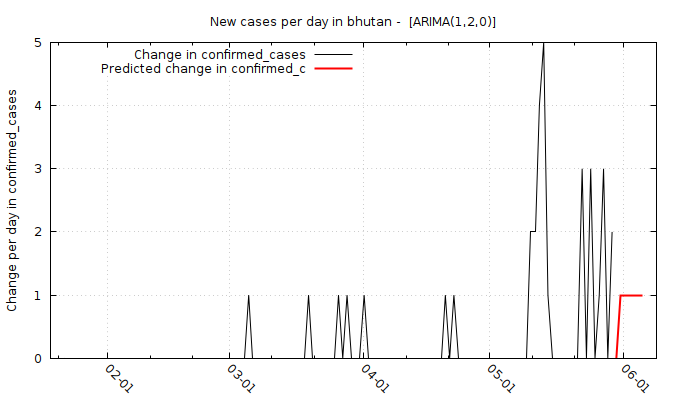 New cases per day in bhutan -  [ARIMA(1,2,0)]
Change in confirmed_cases
Predicted change in confirmed_c
Change per day in confirmed_cases
5
4
3
2
1
0
02-01
03-01
04-01
05-01
06-01